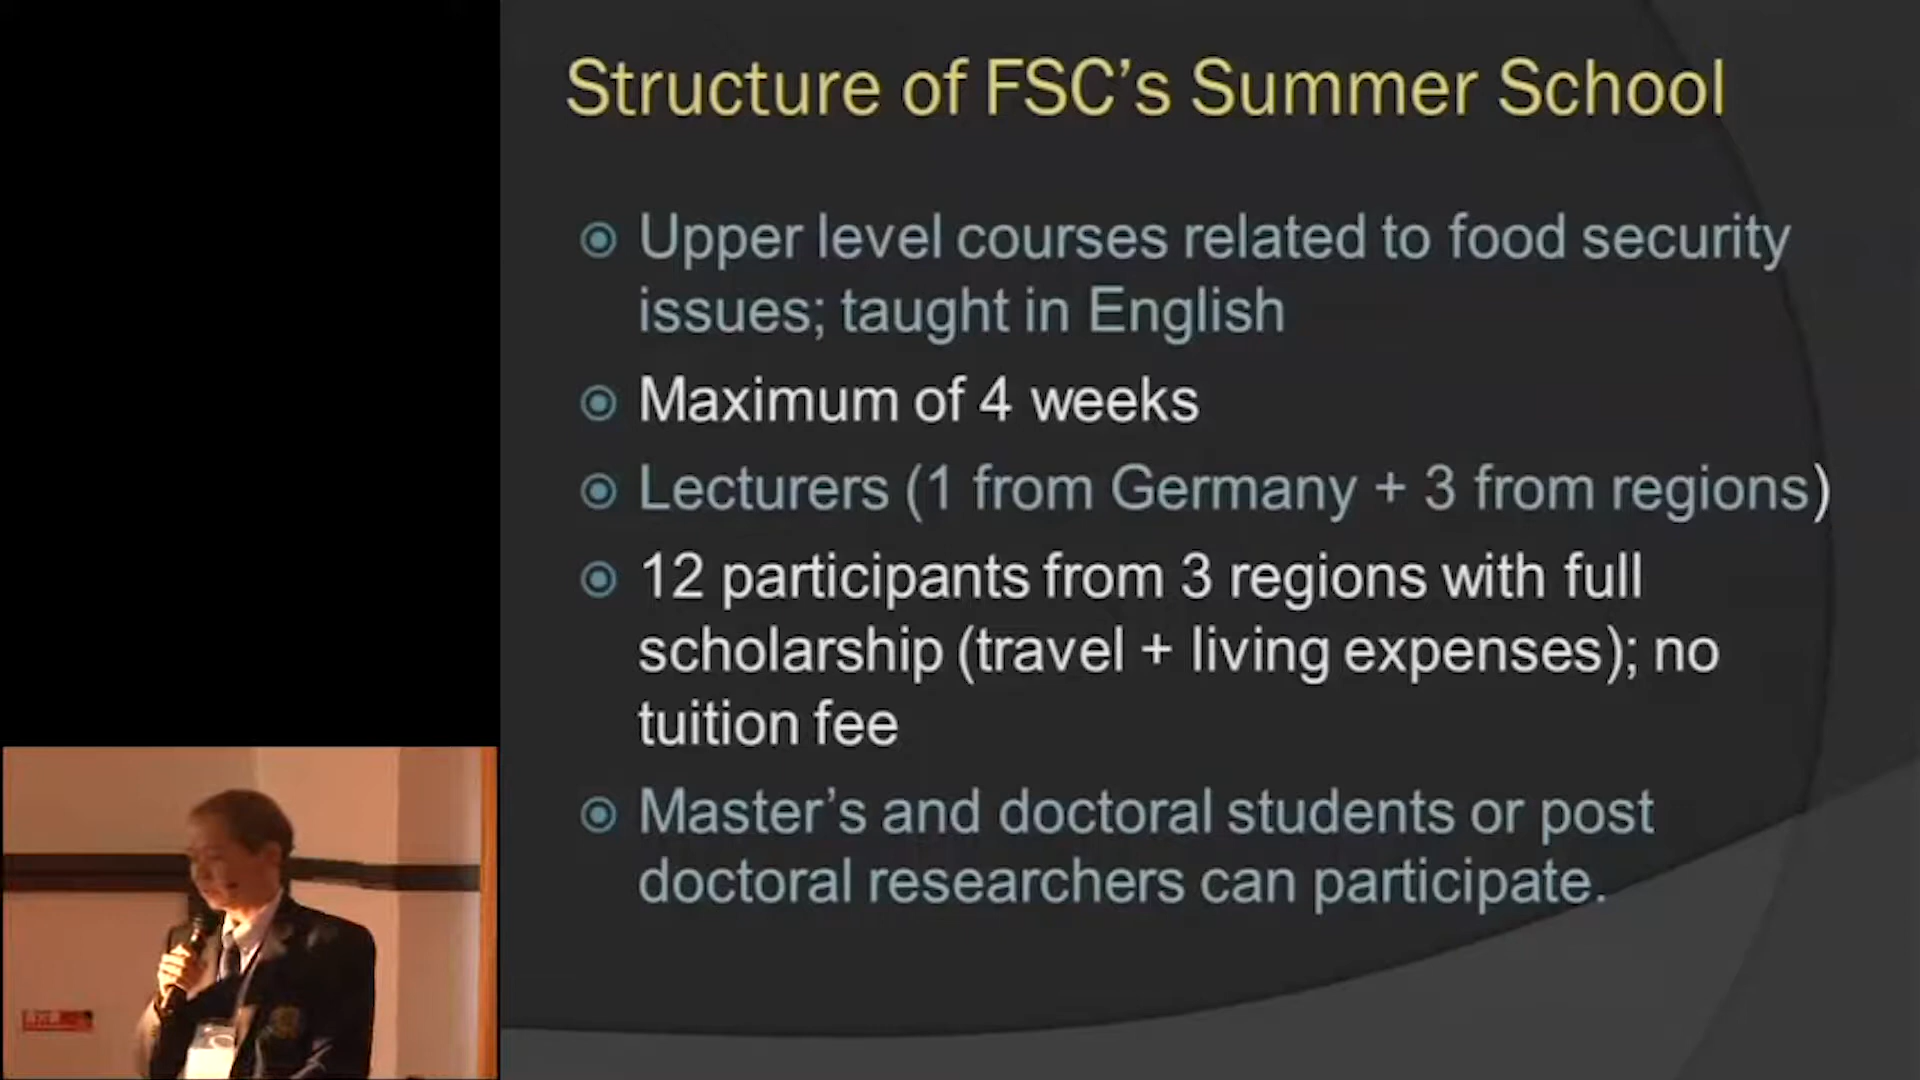 Structure of FSC’s Summer School
Upper level courses related to food security
issues; taught in English
Maximum of 4 weeks
Lecturers (1 from Germany + 3 from regions)
12 participants from 3 regions with full
scholarship (travel + living expenses); no
tuition fee
Master’s and doctoral students or post
doctoral researchers can participate.